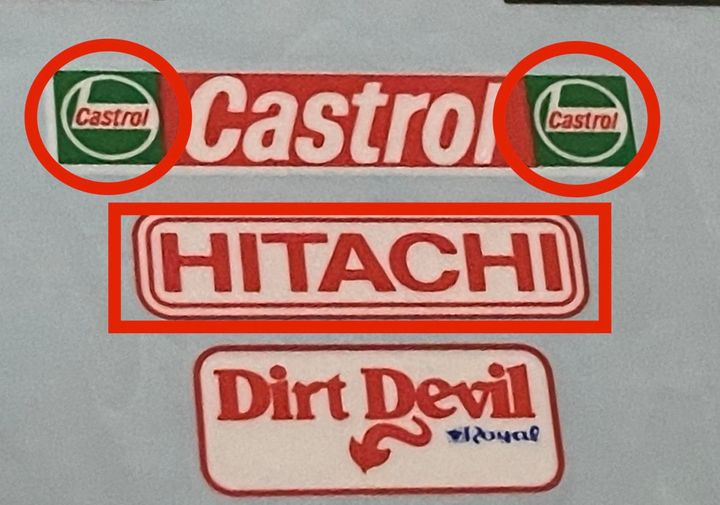 Castrol Castrol Castrol
HITACHI
Dirt Devil
Royal